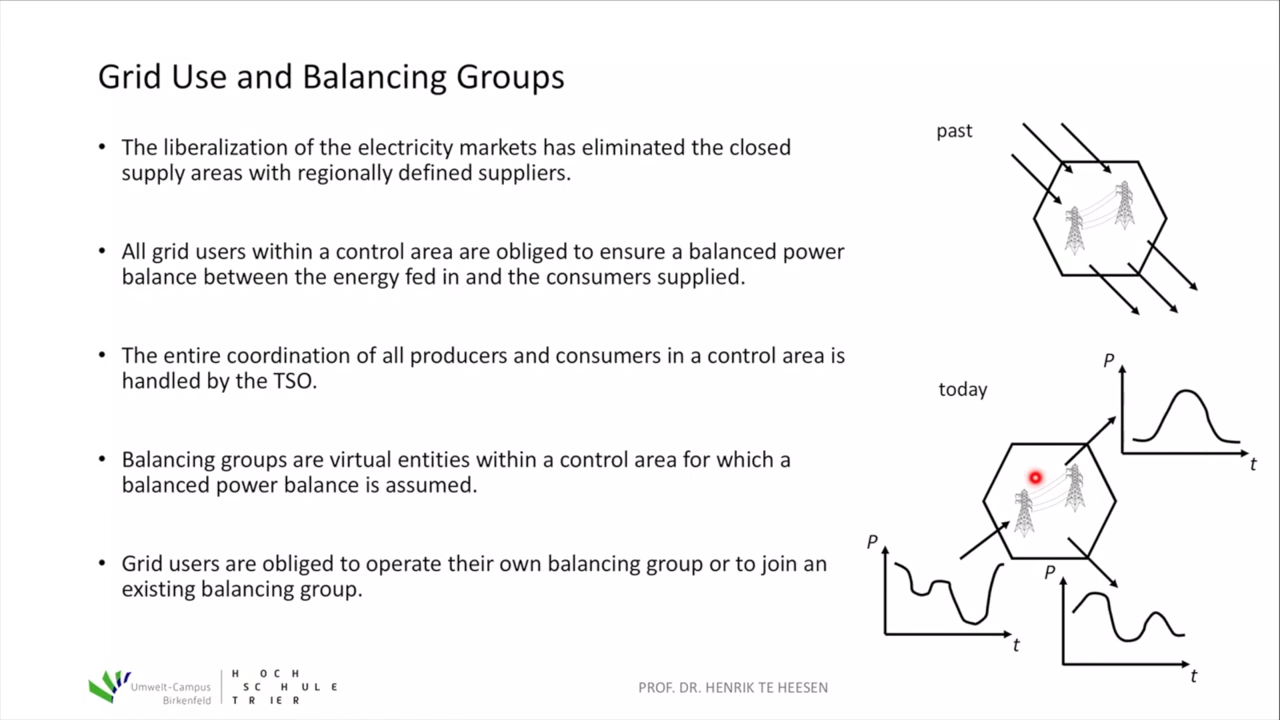 Grid Use and Balancing Groups
• The liberalization of the electricity markets has eliminated the closed
supply areas with regionally defined suppliers.
• All grid users within a control area are obliged to ensure a balanced power
balance between the energy fed in and the consumers supplied.
• The entire coordination of all producers and consumers in a control area is
handled by the TSO.
• Balancing groups are virtual entities within a control area for which a
balanced power balance is assumed.
• Grid users are obliged to operate their own balancing group or to join an
existing balancing group.
past
today
P
t
P
t
P
t
Umwelt-Campus
Birkenfeld
H O C H
S C H U L E
T R I E R
PROF. DR. HENRIK TE HEESEN